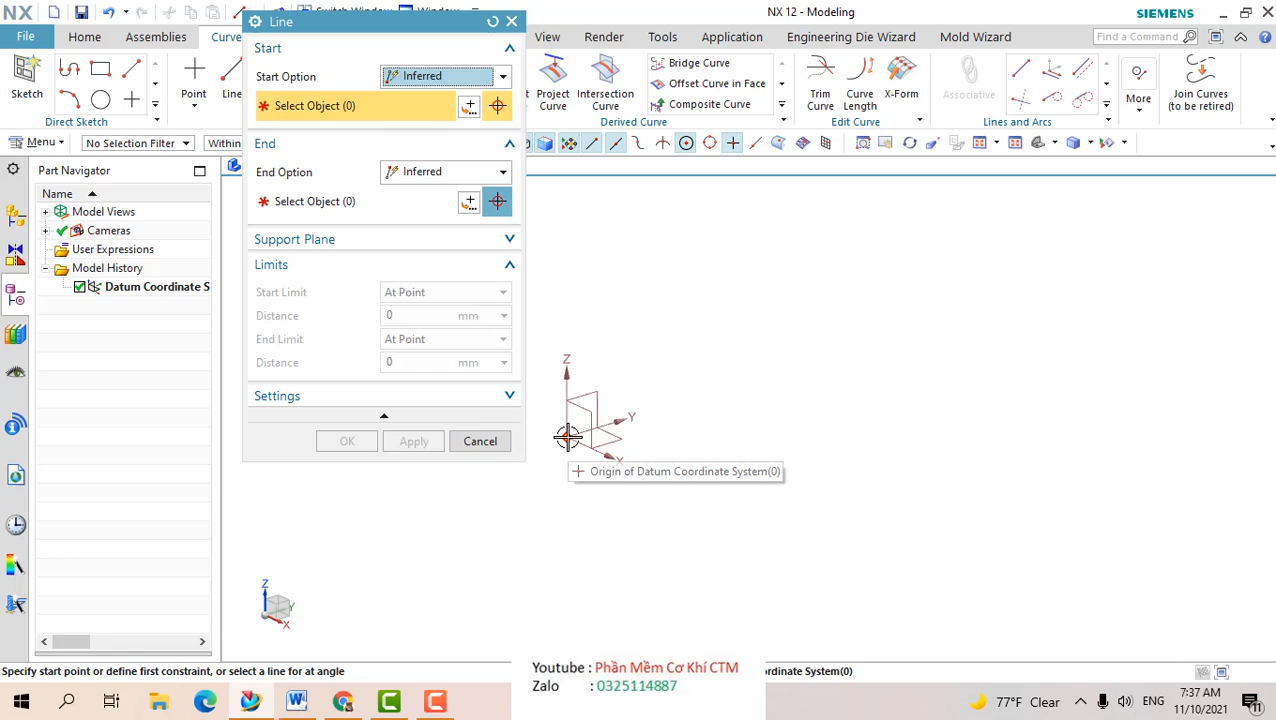 NX
Switch Window
Window
NX 12 - Modeling
SIEMENS
File
Home
Assemblies
Curve
View
Render
Tools
Application
Engineering Die Wizard
Mold Wizard
Find a Command
Sketch
Direct Sketch
Point
Line
Project Curve
Intersection Curve
Bridge Curve
Offset Curve in Face
Composite Curve
Derived Curve
Trim Curve
Curve Length
X-Form
Edit Curve
Associative
Lines and Arcs
More
Join Curves (to be retired)
Menu
No Selection Filter
Within
Line
Start
Start Option
Inferred
* Select Object (0)
End
End Option
Inferred
* Select Object (0)
Support Plane
Limits
Start Limit
At Point
Distance
0 mm
End Limit
At Point
Distance
0 mm
Settings
OK
Apply
Cancel
Part Navigator
Name
Model Views
Cameras
User Expressions
Model History
Datum Coordinate S
Z
Y
X
Origin of Datum Coordinate System(0)
Z
Y
X
Specify start point or define first constraint, or select a line for at angle
rdinate System(0)
Youtube : Phần Mềm Cơ Khí CTM
Zalo : 0325114887
77°F Clear
ENG
7:37 AM
11/10/2021
11